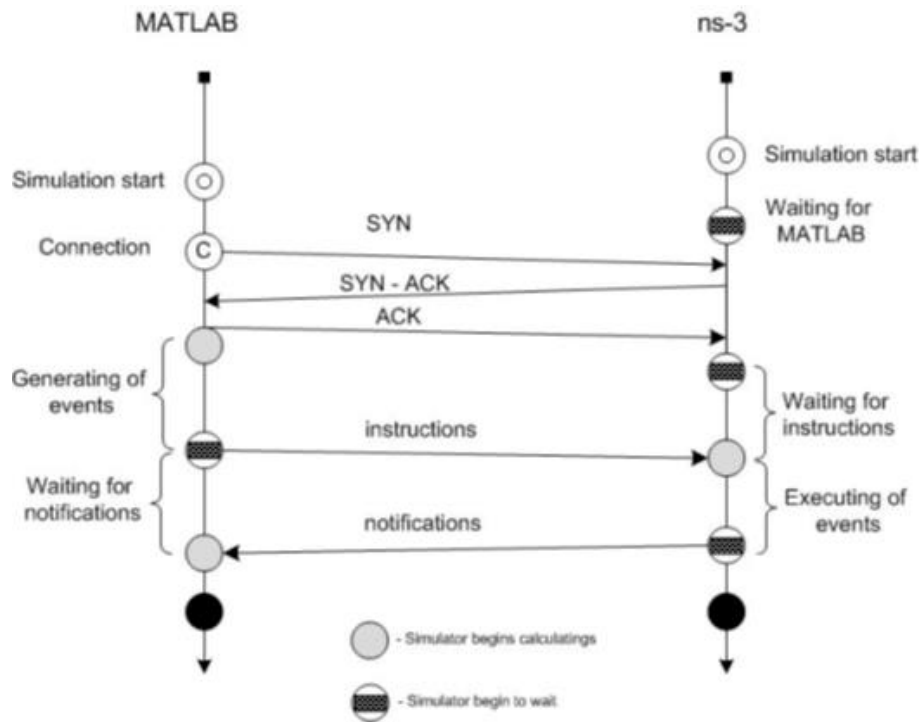 MATLAB
ns-3
Simulation start
Simulation start
Waiting for
MATLAB
Connection
C
SYN
SYN - ACK
ACK
Generating of
events
Waiting for
instructions
instructions
Waiting for
notifications
Executing of
events
notifications
- Simulator begins calculatings
- Simulator begin to wait